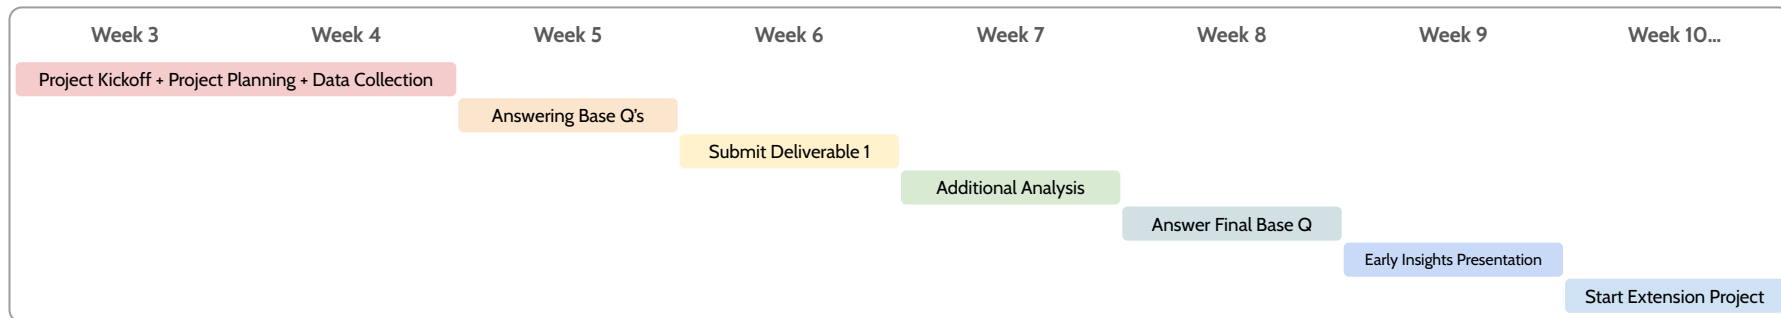 Week 3 Week 4 Week 5 Week 6 Week 7 Week 8 Week 9 Week 10...
Project Kickoff + Project Planning + Data Collection
Answering Base Q's
Submit Deliverable 1
Additional Analysis
Answer Final Base Q
Early Insights Presentation
Start Extension Project